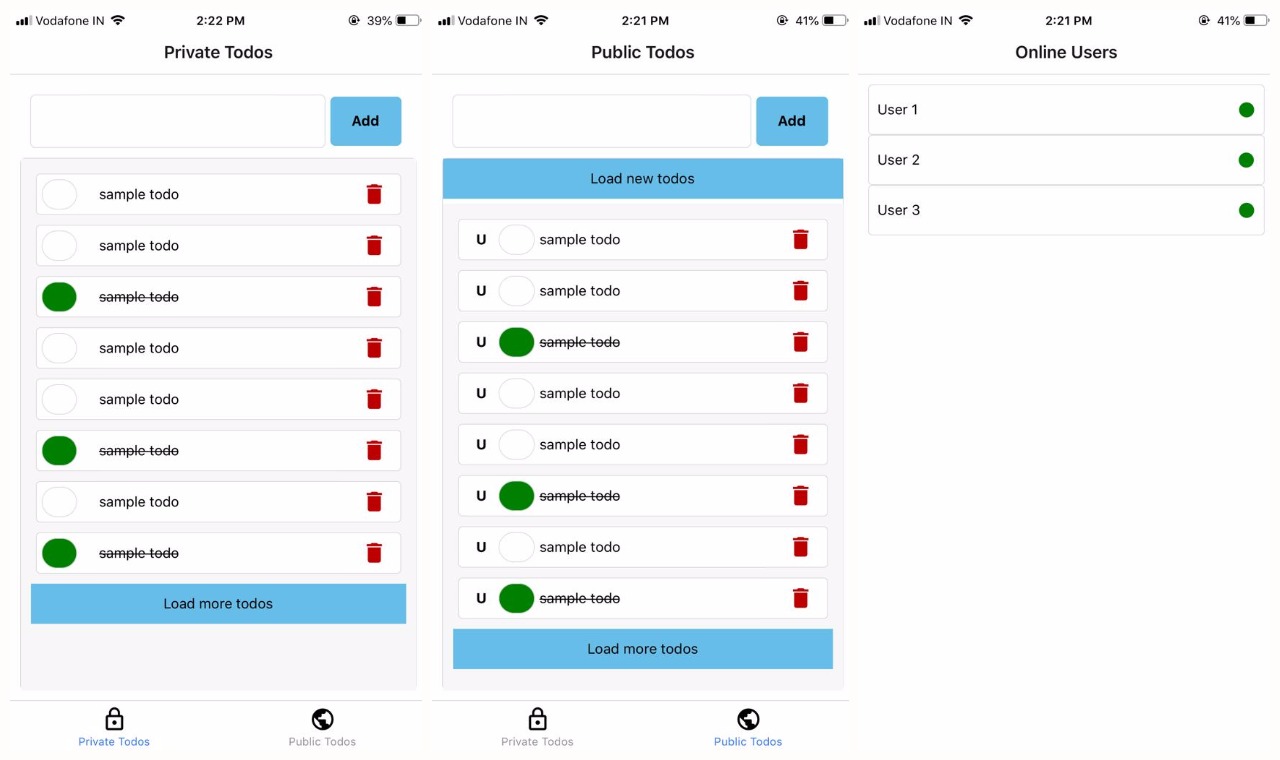 Vodafone IN 2:22 PM 39%
Private Todos
Add
sample todo
sample todo
sample todo
sample todo
sample todo
sample todo
sample todo
sample todo
Load more todos
Private Todos Public Todos
Vodafone IN 2:21 PM 41%
Public Todos
Add
Load new todos
U sample todo
U sample todo
U sample todo
U sample todo
U sample todo
U sample todo
U sample todo
U sample todo
Load more todos
Private Todos Public Todos
Vodafone IN 2:21 PM 41%
Online Users
User 1
User 2
User 3